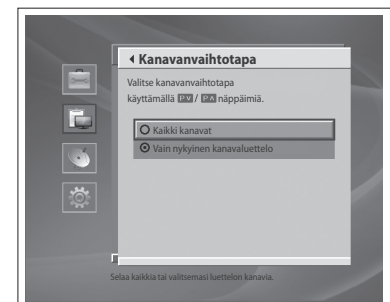 Kanavanvaihtotapa
Valitse kanavanvaihtotapa
käyttämällä P∨ / P∧ näppäimiä.
Kaikki kanavat
Vain nykyinen kanavaluettelo
Selaa kaikkia tai valitsemasi luettelon kanavia.